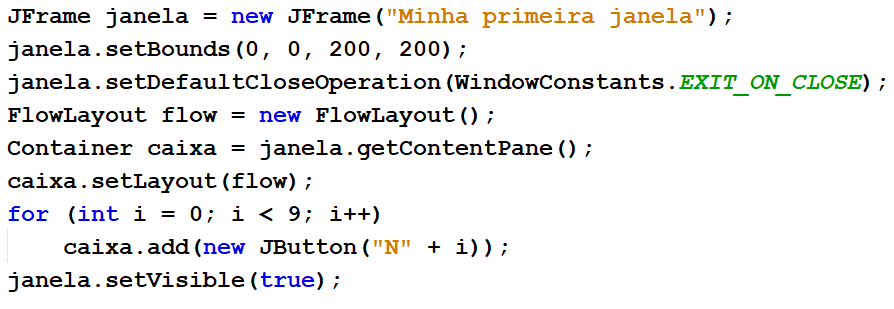 JFrame janela = new JFrame("Minha primeira janela");
janela.setBounds(0, 0, 200, 200);
janela.setDefaultCloseOperation(WindowConstants.EXIT_ON_CLOSE);
FlowLayout flow = new FlowLayout();
Container caixa = janela.getContentPane();
caixa.setLayout(flow);
for (int i = 0; i < 9; i++)
    caixa.add(new JButton("N" + i));
janela.setVisible(true);